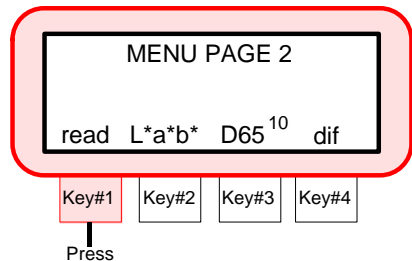 MENU PAGE 2
read L*a*b* D65 10 dif
Key#1 Key#2 Key#3 Key#4
Press